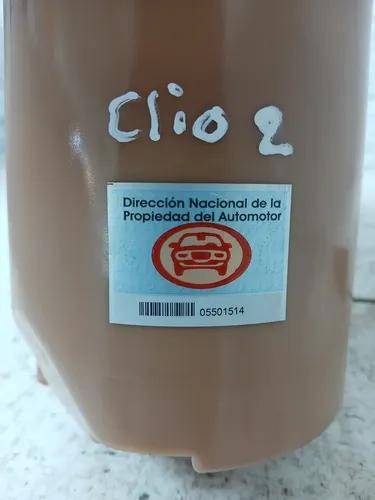 Clio 2
Dirección Nacional de la
Propiedad del Automotor
05501514